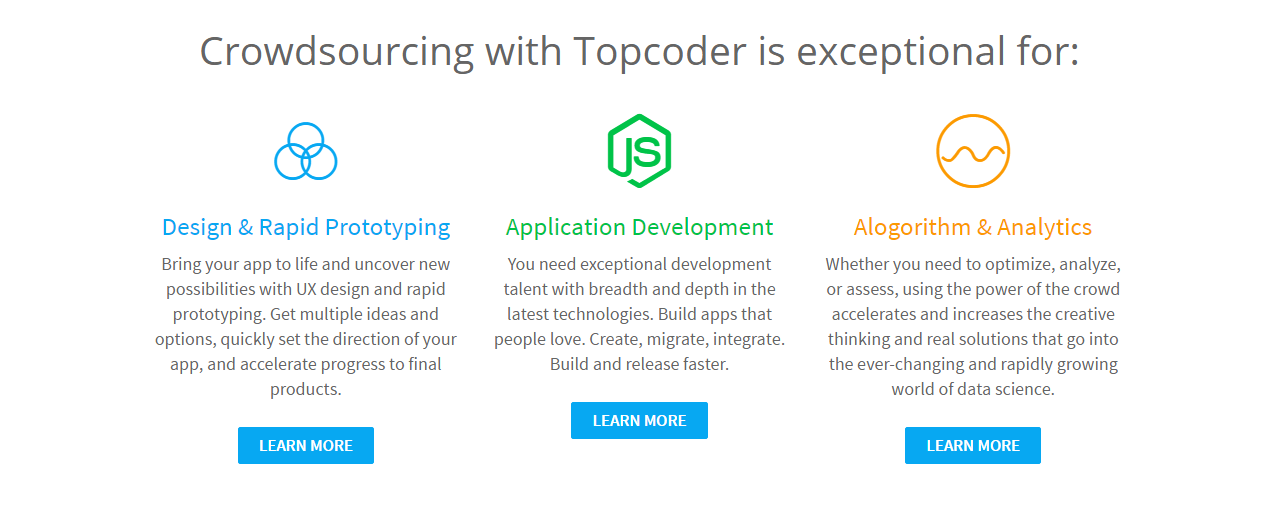 Crowdsourcing with Topcoder is exceptional for:
JS
Design & Rapid Prototyping
Bring your app to life and uncover new
possibilities with UX design and rapid
prototyping. Get multiple ideas and
options, quickly set the direction of your
app, and accelerate progress to final
products.
LEARN MORE
Application Development
You need exceptional development
talent with breadth and depth in the
latest technologies. Build apps that
people love. Create, migrate, integrate.
Build and release faster.
LEARN MORE
Alogorithm & Analytics
Whether you need to optimize, analyze,
or assess, using the power of the crowd
accelerates and increases the creative
thinking and real solutions that go into
the ever-changing and rapidly growing
world of data science.
LEARN MORE